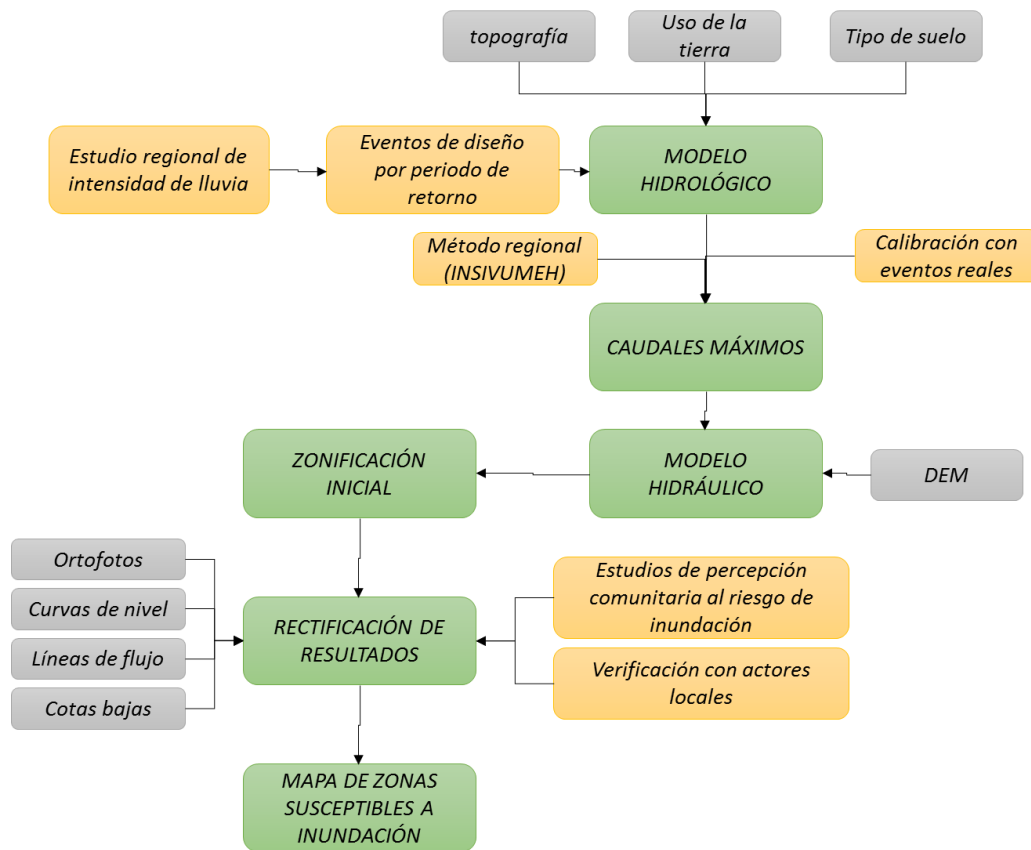 topografía
Uso de la
tierra
Tipo de suelo
Estudio regional de
intensidad de lluvia
Eventos de diseño
por periodo de
retorno
MODELO
HIDROLÓGICO
Método regional
(INSIVUMEH)
Calibración con
eventos reales
CAUDALES MÁXIMOS
ZONIFICACIÓN
INICIAL
MODELO
HIDRÁULICO
DEM
Ortofotos
Curvas de nivel
Líneas de flujo
Cotas bajas
RECTIFICACIÓN DE
RESULTADOS
Estudios de percepción
comunitaria al riesgo de
inundación
Verificación con actores
locales
MAPA DE ZONAS
SUSCEPTIBLES A
INUNDACIÓN